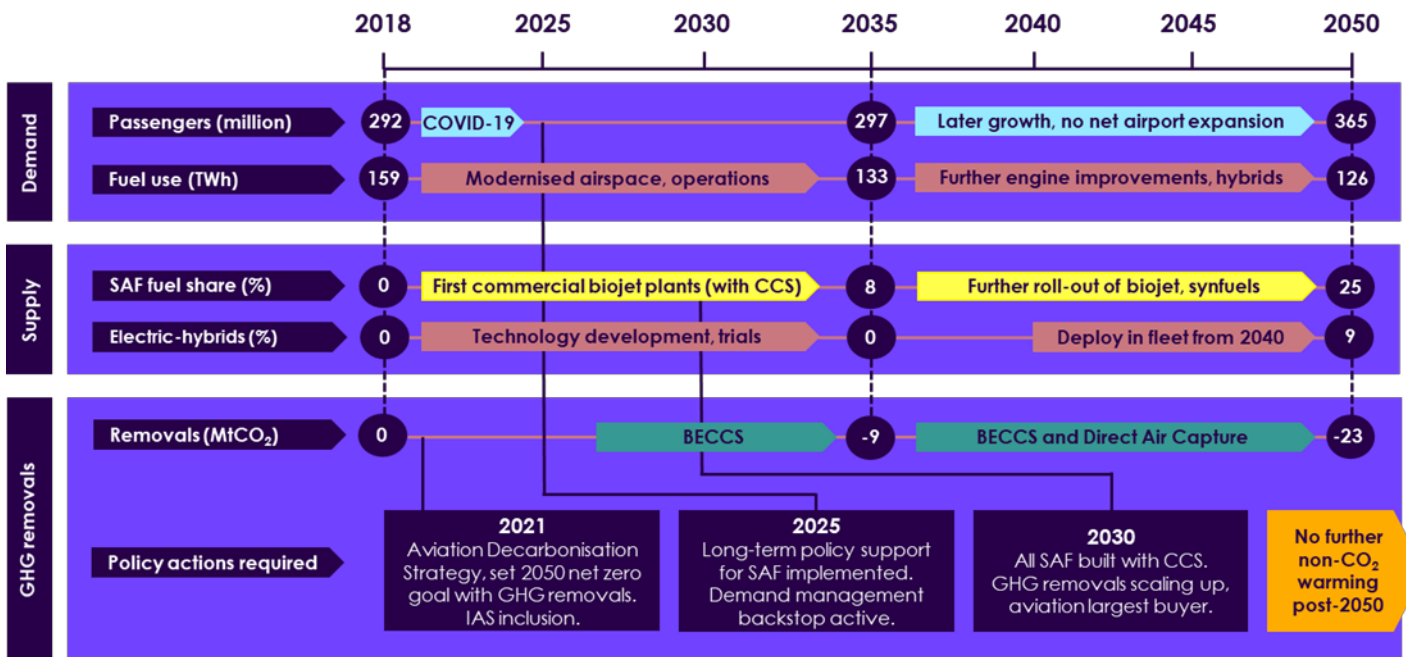 2018 2025 2030 2035 2040 2045 2050
Demand
Passengers (million) 292 COVID-19 297 Later growth, no net airport expansion 365
Fuel use (TWh) 159 Modernised airspace, operations 133 Further engine improvements, hybrids 126
Supply
SAF fuel share (%) 0 First commercial biojet plants (with CCS) 8 Further roll-out of biojet, synfuels 25
Electric-hybrids (%) 0 Technology development, trials 0 Deploy in fleet from 2040 9
GHG removals
Removals (MtCO₂) 0 BECCS -9 BECCS and Direct Air Capture -23
Policy actions required
2021
Aviation Decarbonisation
Strategy, set 2050 net zero
goal with GHG removals.
IAS inclusion.
2025
Long-term policy support
for SAF implemented.
Demand management
backstop active.
2030
All SAF built with CCS.
GHG removals scaling up,
aviation largest buyer.
No further
non-CO₂
warming
post-2050